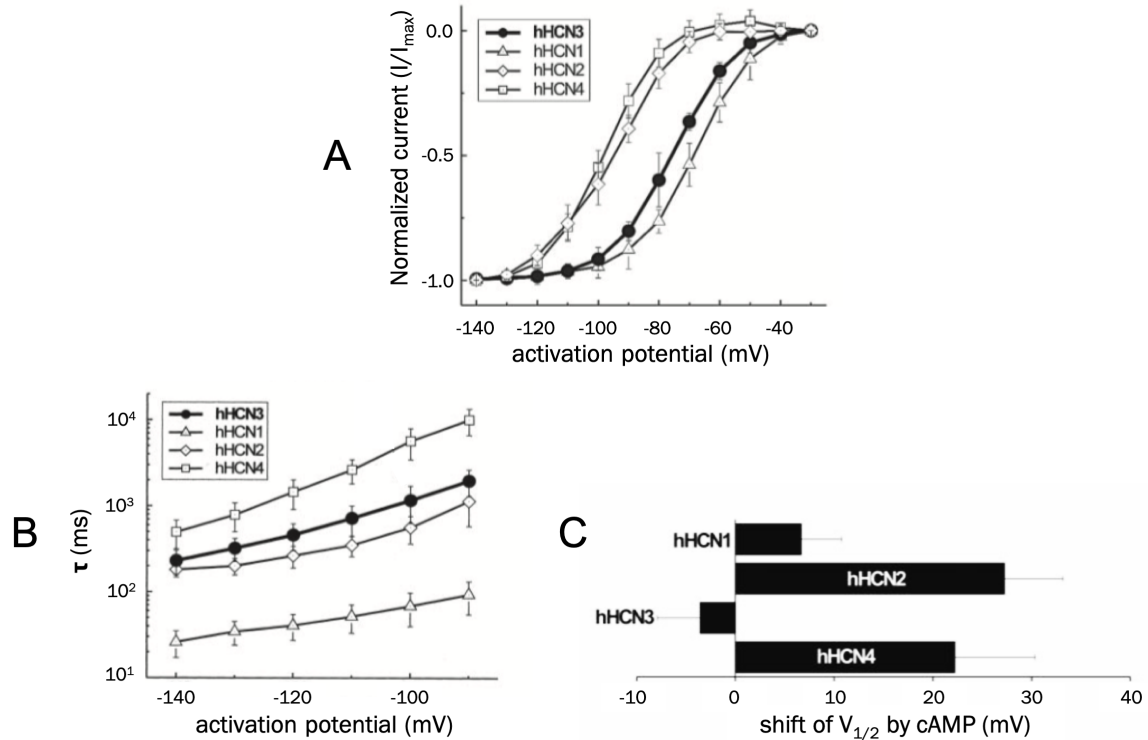 A
Normalized current (I/Imax)
hHCN3
hHCN1
hHCN2
hHCN4
0.0
-0.5
-1.0
-140 -120 -100 -80 -60 -40
activation potential (mV)
B
τ (ms)
hHCN3
hHCN1
hHCN2
hHCN4
10⁴
10³
10²
10¹
-140 -120 -100
activation potential (mV)
C
hHCN1
hHCN2
hHCN3
hHCN4
-10 0 10 20 30 40
shift of V1/2 by cAMP (mV)